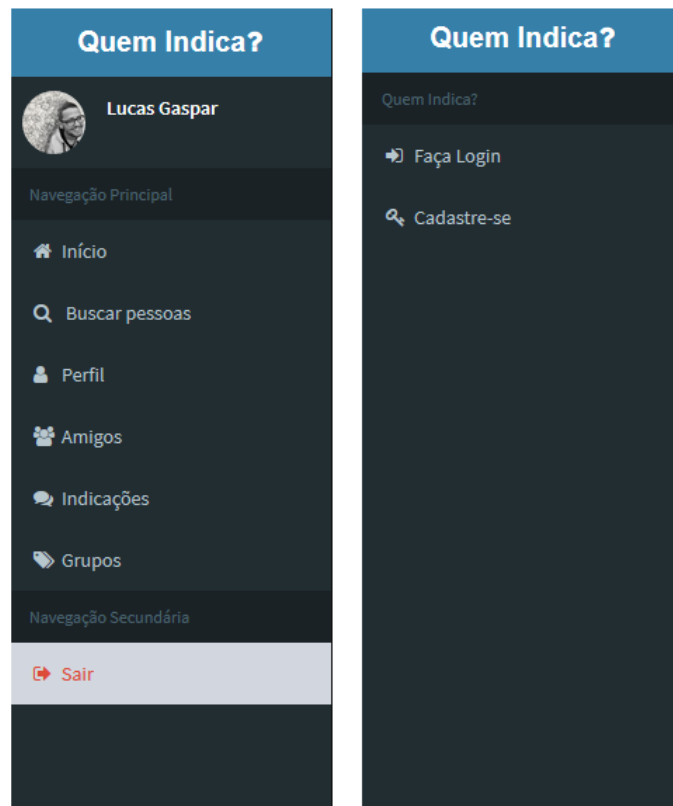 Quem Indica?
Lucas Gaspar
Navegação Principal
Início
Buscar pessoas
Perfil
Amigos
Indicações
Grupos
Navegação Secundária
Sair
Quem Indica?
Quem Indica?
Faça Login
Cadastre-se